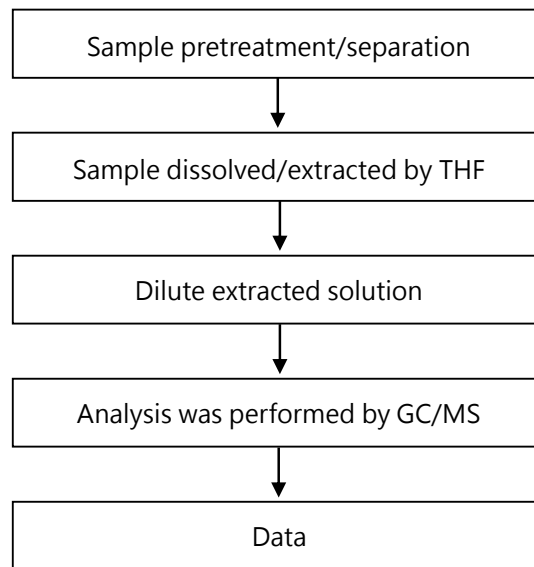 Sample pretreatment/separation
Sample dissolved/extracted by THF
Dilute extracted solution
Analysis was performed by GC/MS
Data